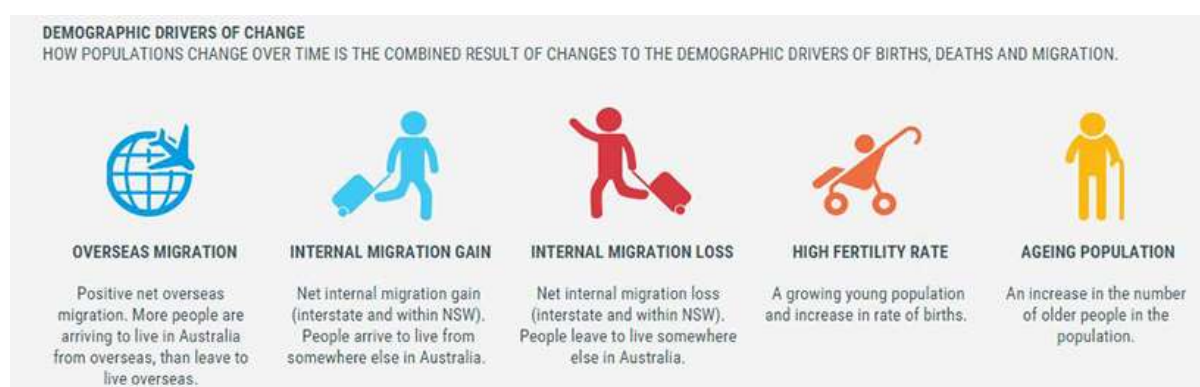 DEMOGRAPHIC DRIVERS OF CHANGE
HOW POPULATIONS CHANGE OVER TIME IS THE COMBINED RESULT OF CHANGES TO THE DEMOGRAPHIC DRIVERS OF BIRTHS, DEATHS AND MIGRATION.
OVERSEAS MIGRATION
Positive net overseas
migration. More people are
arriving to live in Australia
from overseas, than leave to
live overseas.
INTERNAL MIGRATION GAIN
Net internal migration gain
(interstate and within NSW).
People arrive to live from
somewhere else in Australia.
INTERNAL MIGRATION LOSS
Net internal migration loss
(interstate and within NSW).
People leave to live somewhere
else in Australia.
HIGH FERTILITY RATE
A growing young population
and increase in rate of births.
AGEING POPULATION
An increase in the number
of older people in the
population.